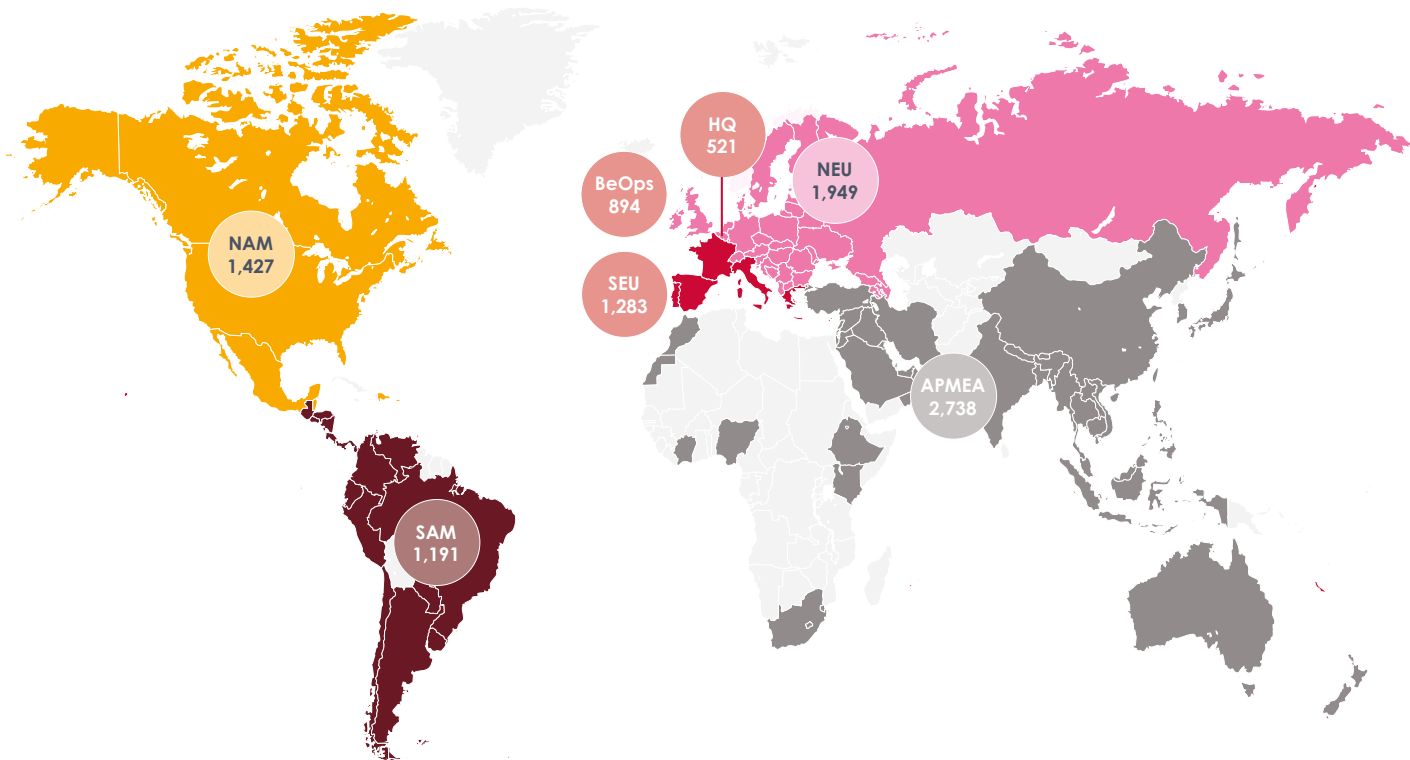 HQ
521
NEU
1,949
BeOps
894
NAM
1,427
SEU
1,283
APMEA
2,738
SAM
1,191